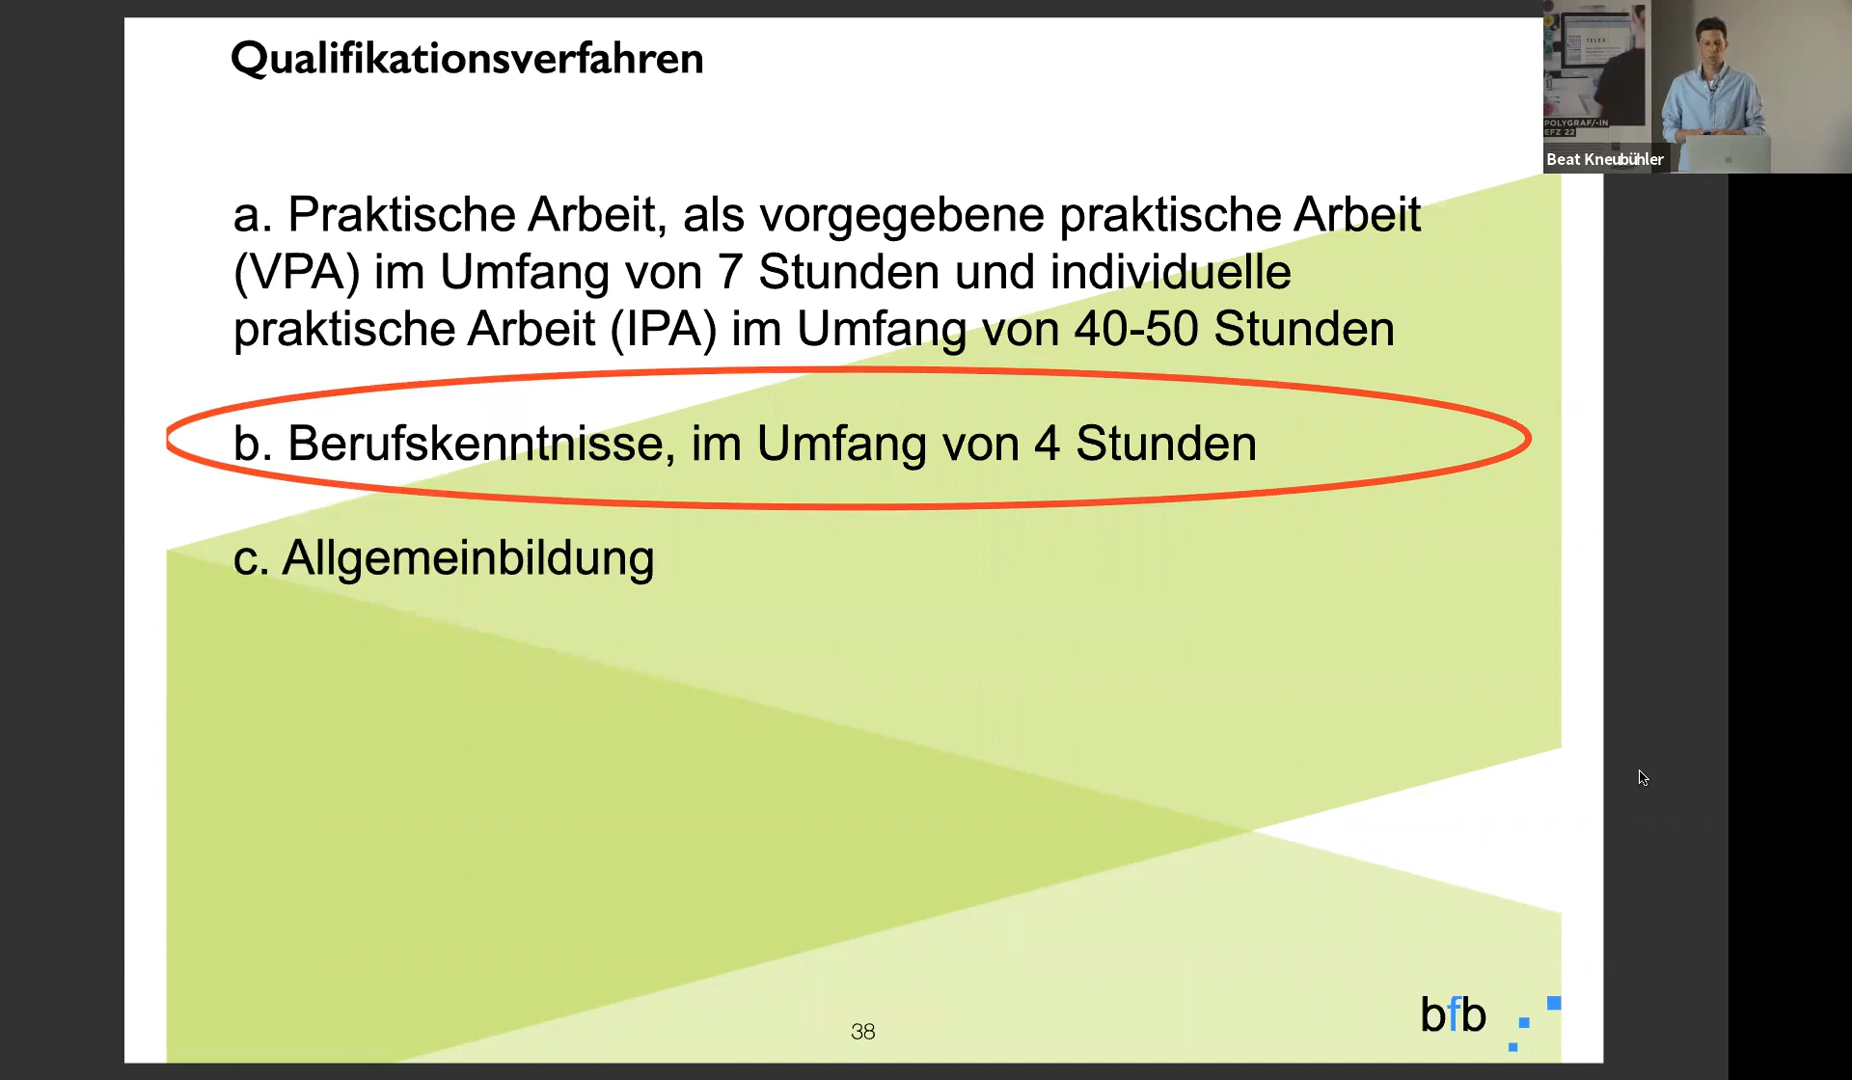 Qualifikationsverfahren
a. Praktische Arbeit, als vorgegebene praktische Arbeit
(VPA) im Umfang von 7 Stunden und individuelle
praktische Arbeit (IPA) im Umfang von 40-50 Stunden
b. Berufskenntnisse, im Umfang von 4 Stunden
c. Allgemeinbildung
38
bfb
TELEX
POLYGRAF/-IN
EFZ 22
Beat Kneubühler